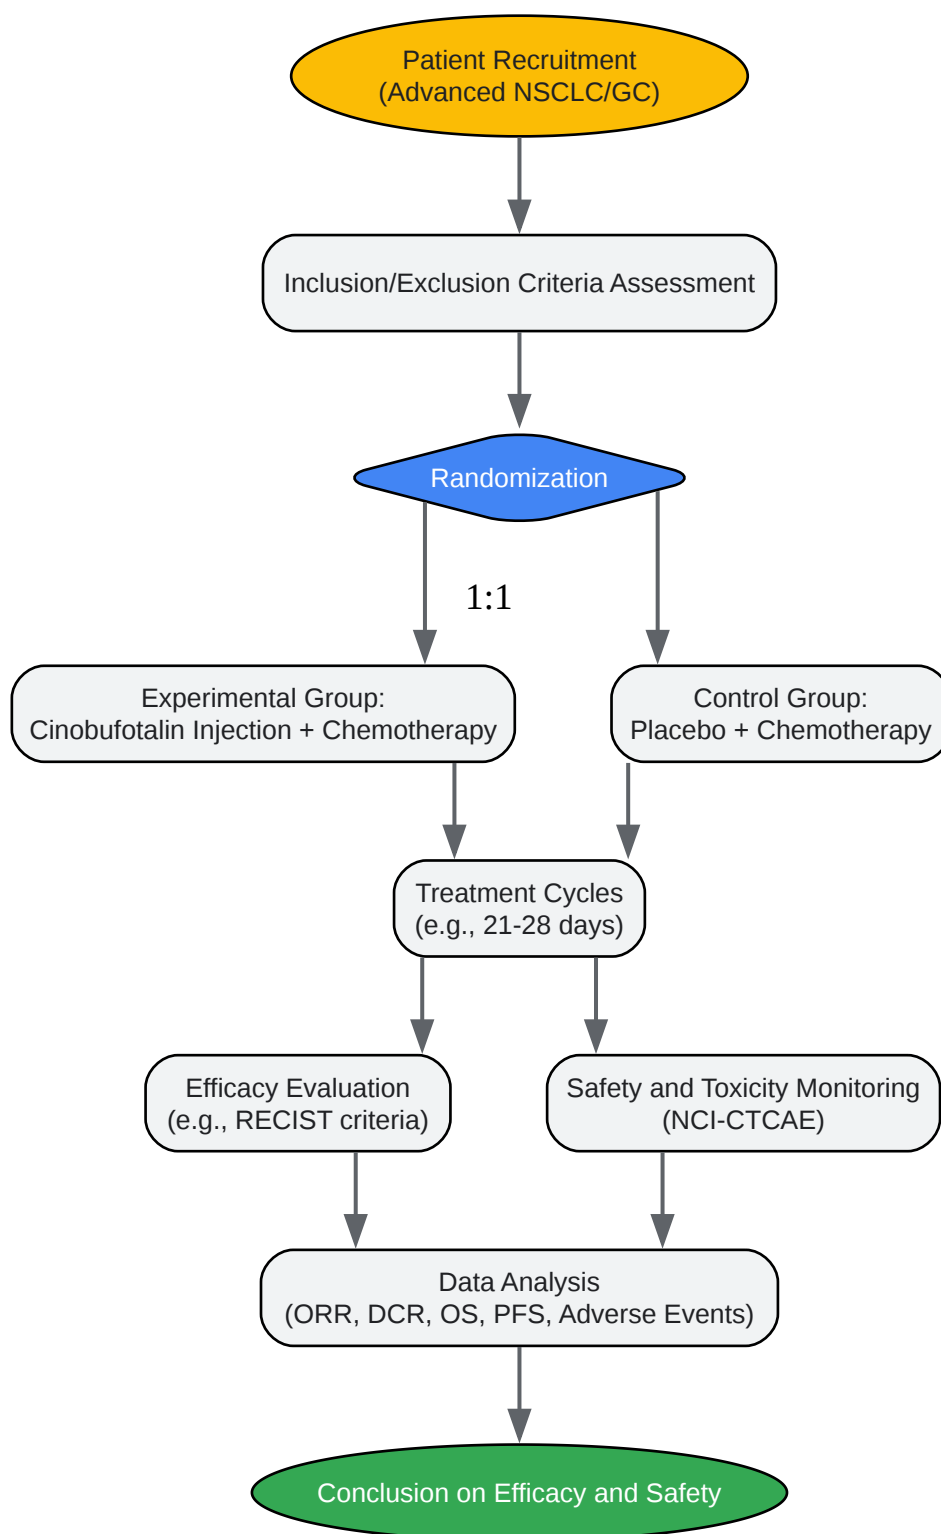 Patient Recruitment
(Advanced NSCLC/GC)
Inclusion/Exclusion Criteria Assessment
Randomization
1:1
Experimental Group:
Cinobufotalin Injection + Chemotherapy
Control Group:
Placebo + Chemotherapy
Treatment Cycles
(e.g., 21-28 days)
Efficacy Evaluation
(e.g., RECIST criteria)
Safety and Toxicity Monitoring
(NCI-CTCAE)
Data Analysis
(ORR, DCR, OS, PFS, Adverse Events)
Conclusion on Efficacy and Safety